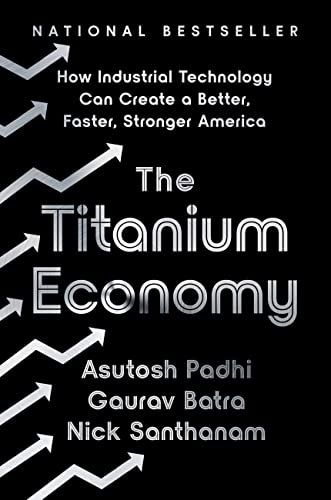 NATIONAL BESTSELLER
How Industrial Technology
Can Create a Better,
Faster, Stronger America
The
Titanium
Economy
Asutosh Padhi
Gaurav Batra
Nick Santhanam